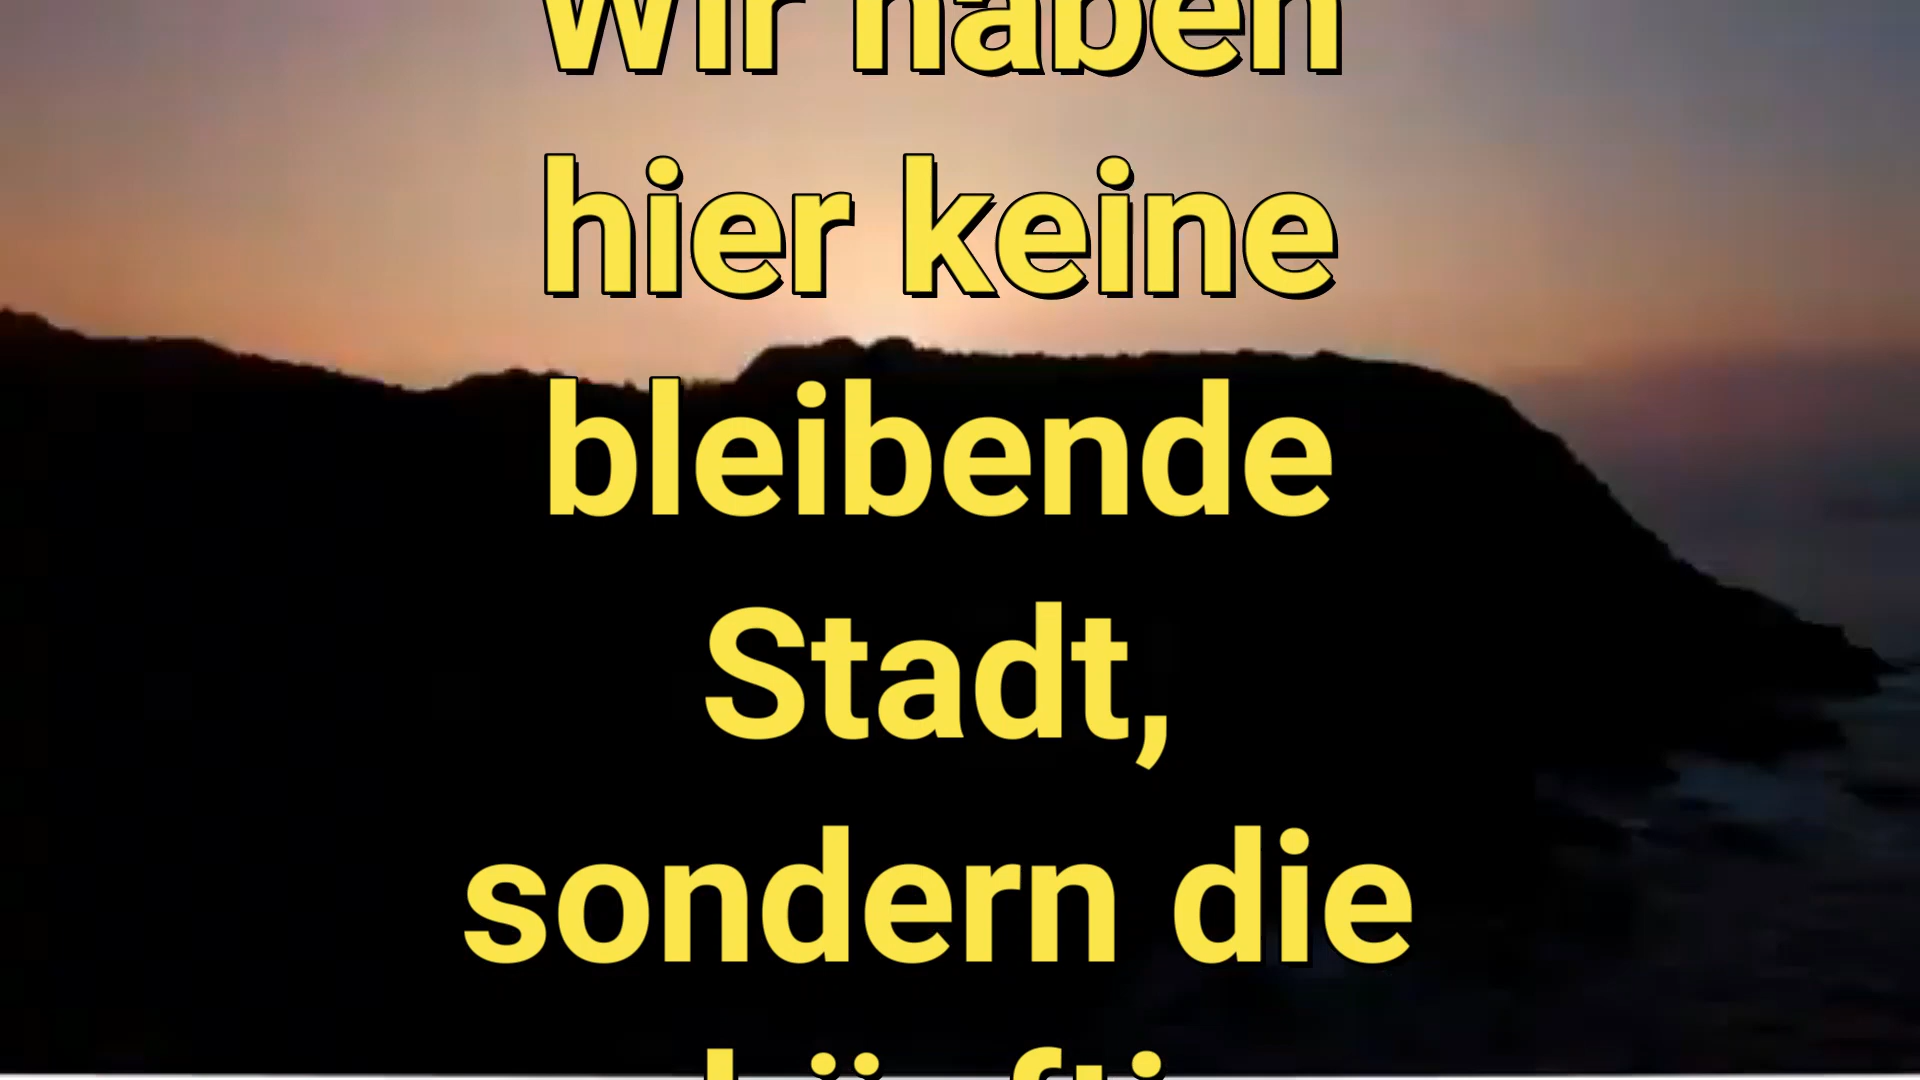 Wir haben
hier keine
bleibende
Stadt,
sondern die